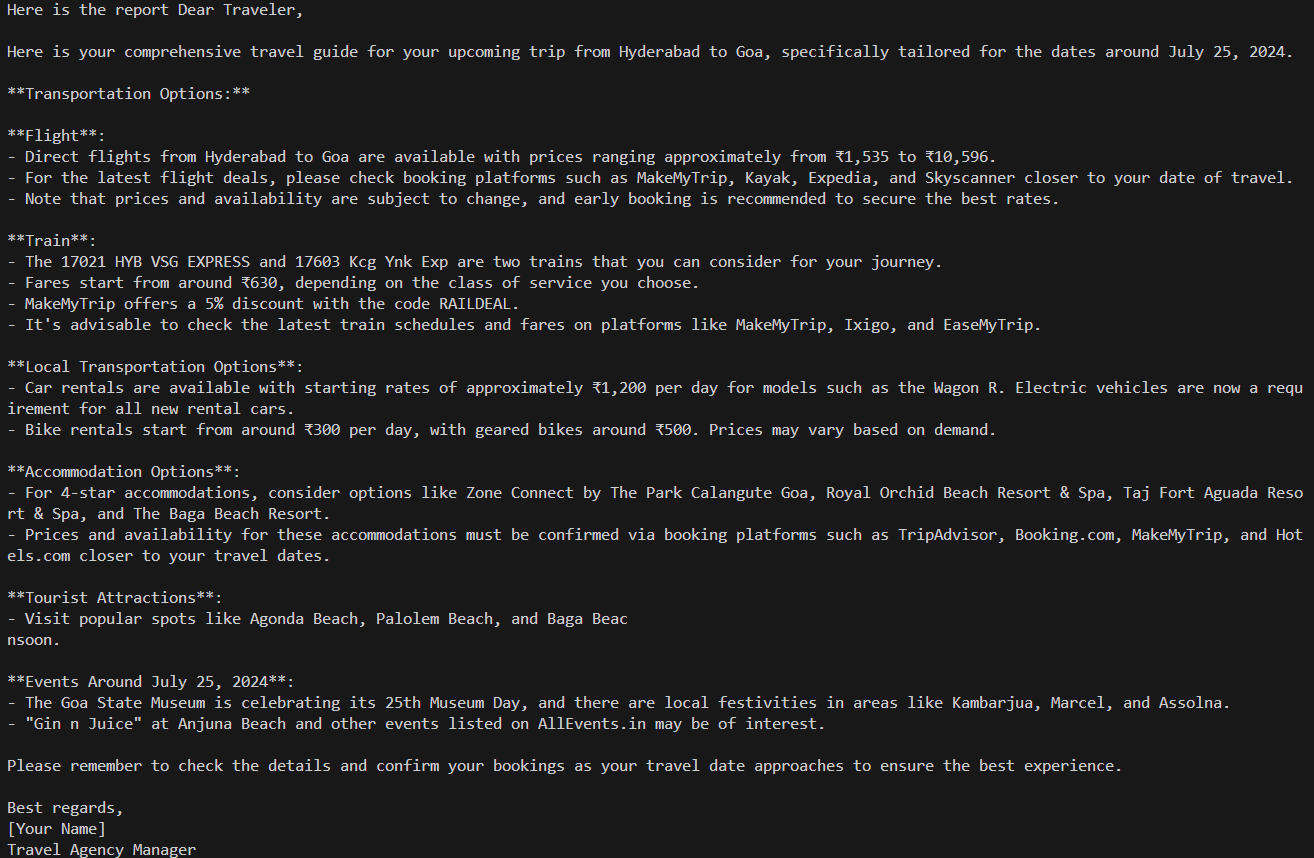 Here is the report Dear Traveler,
Here is your comprehensive travel guide for your upcoming trip from Hyderabad to Goa, specifically tailored for the dates around July 25, 2024.
**Transportation Options:**
**Flight**:
- Direct flights from Hyderabad to Goa are available with prices ranging approximately from ₹1,535 to ₹10,596.
- For the latest flight deals, please check booking platforms such as MakeMyTrip, Kayak, Expedia, and Skyscanner closer to your date of travel.
- Note that prices and availability are subject to change, and early booking is recommended to secure the best rates.
**Train**:
- The 17021 HYB VSG EXPRESS and 17603 Kcg Ynk Exp are two trains that you can consider for your journey.
- Fares start from around ₹630, depending on the class of service you choose.
- MakeMyTrip offers a 5% discount with the code RAILDEAL.
- It's advisable to check the latest train schedules and fares on platforms like MakeMyTrip, Ixigo, and EaseMyTrip.
**Local Transportation Options**:
- Car rentals are available with starting rates of approximately ₹1,200 per day for models such as the Wagon R. Electric vehicles are now a requ
irement for all new rental cars.
- Bike rentals start from around ₹300 per day, with geared bikes around ₹500. Prices may vary based on demand.
**Accommodation Options**:
- For 4-star accommodations, consider options like Zone Connect by The Park Calangute Goa, Royal Orchid Beach Resort & Spa, Taj Fort Aguada Reso
rt & Spa, and The Baga Beach Resort.
- Prices and availability for these accommodations must be confirmed via booking platforms such as TripAdvisor, Booking.com, MakeMyTrip, and Hot
els.com closer to your travel dates.
**Tourist Attractions**:
- Visit popular spots like Agonda Beach, Palolem Beach, and Baga Beac
nsoon.
**Events Around July 25, 2024**:
- The Goa State Museum is celebrating its 25th Museum Day, and there are local festivities in areas like Kambarjua, Marcel, and Assolna.
- "Gin n Juice" at Anjuna Beach and other events listed on AllEvents.in may be of interest.
Please remember to check the details and confirm your bookings as your travel date approaches to ensure the best experience.
Best regards,
[Your Name]
Travel Agency Manager